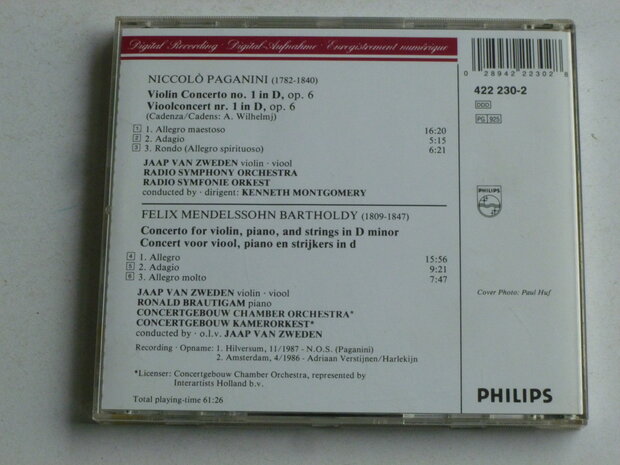 Digital Recording · Digital-Aufnahme · Enregistrement numérique
NICCOLÒ PAGANINI (1782-1840)
Violin Concerto no. 1 in D, op. 6
Vioolconcert nr. 1 in D, op. 6
(Cadenza/Cadens: A. Wilhelmj)
1 1. Allegro maestoso 16:20
2 2. Adagio 5:15
3 3. Rondo (Allegro spirituoso) 6:21
JAAP VAN ZWEDEN violin · viool
RADIO SYMPHONY ORCHESTRA
RADIO SYMFONIE ORKEST
conducted by · dirigent: KENNETH MONTGOMERY
FELIX MENDELSSOHN BARTHOLDY (1809-1847)
Concerto for violin, piano, and strings in D minor
Concert voor viool, piano en strijkers in d
4 1. Allegro 15:56
5 2. Adagio 9:21
6 3. Allegro molto 7:47
JAAP VAN ZWEDEN violin · viool
RONALD BRAUTIGAM piano
CONCERTGEBOUW CHAMBER ORCHESTRA*
CONCERTGEBOUW KAMERORKEST*
conducted by · o.l.v. JAAP VAN ZWEDEN
Recording · Opname: 1. Hilversum, 11/1987 - N.O.S. (Paganini)
2. Amsterdam, 4/1986 - Adriaan Verstijnen/Harlekijn
*Licenser: Concertgebouw Chamber Orchestra, represented by
Interartists Holland b.v.
Total playing-time 61:26
0 28942 22302 8
422 230-2
DDD
PG 925
PHILIPS
Cover Photo: Paul Huf
PHILIPS